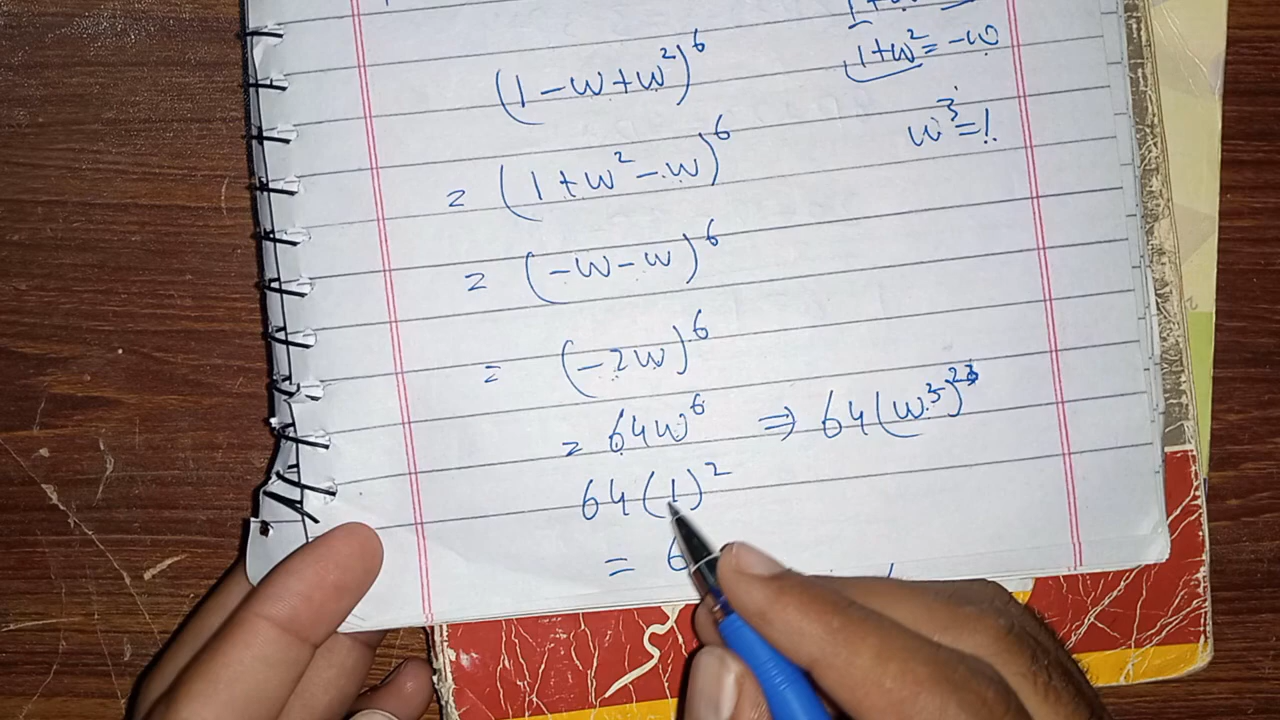 (1-w+w²)⁶
1+w²=-w
w³=1
= (1+w²-w)⁶
= (-w-w)⁶
= (-2w)⁶
= 64w⁶ ⇒ 64(w³)²
64(1)²
= 6